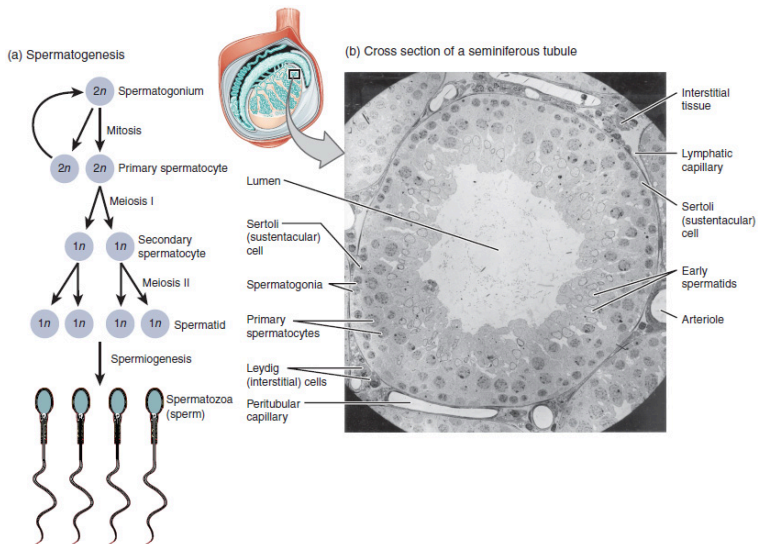 (a) Spermatogenesis
2n
Spermatogonium
Mitosis
2n
2n
Primary spermatocyte
Meiosis I
1n
1n
Secondary
spermatocyte
Meiosis II
1n
1n
1n
1n
Spermatid
Spermiogenesis
Spermatozoa
(sperm)
(b) Cross section of a seminiferous tubule
Lumen
Sertoli
(sustentacular)
cell
Spermatogonia
Primary
spermatocytes
Leydig
(interstitial) cells
Peritubular
capillary
Interstitial
tissue
Lymphatic
capillary
Sertoli
(sustentacular)
cell
Early
spermatids
Arteriole